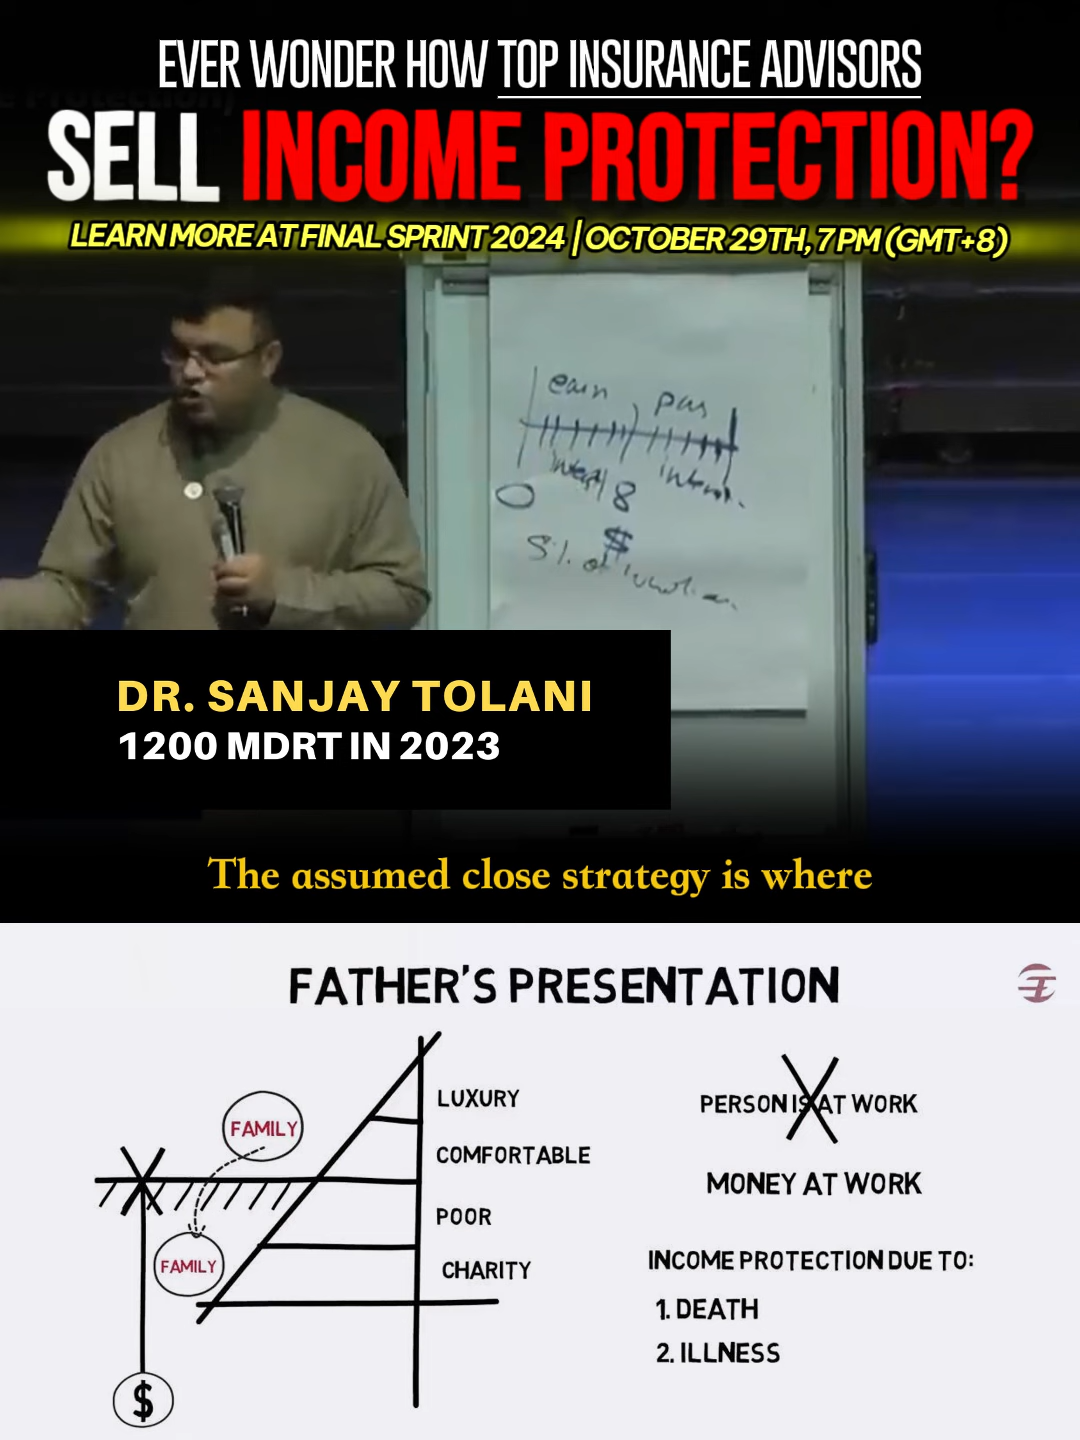 EVER WONDER HOW TOP INSURANCE ADVISORS
SELL INCOME PROTECTION?
LEARN MORE AT FINAL SPRINT 2024 | OCTOBER 29TH, 7 PM (GMT+8)
earn
8
$
5% of
DR. SANJAY TOLANI
1200 MDRT IN 2023
The assumed close strategy is where
FATHER'S PRESENTATION
LUXURY
FAMILY
PERSON IS AT WORK
COMFORTABLE
MONEY AT WORK
POOR
FAMILY
CHARITY
INCOME PROTECTION DUE TO:
1. DEATH
2. ILLNESS
$